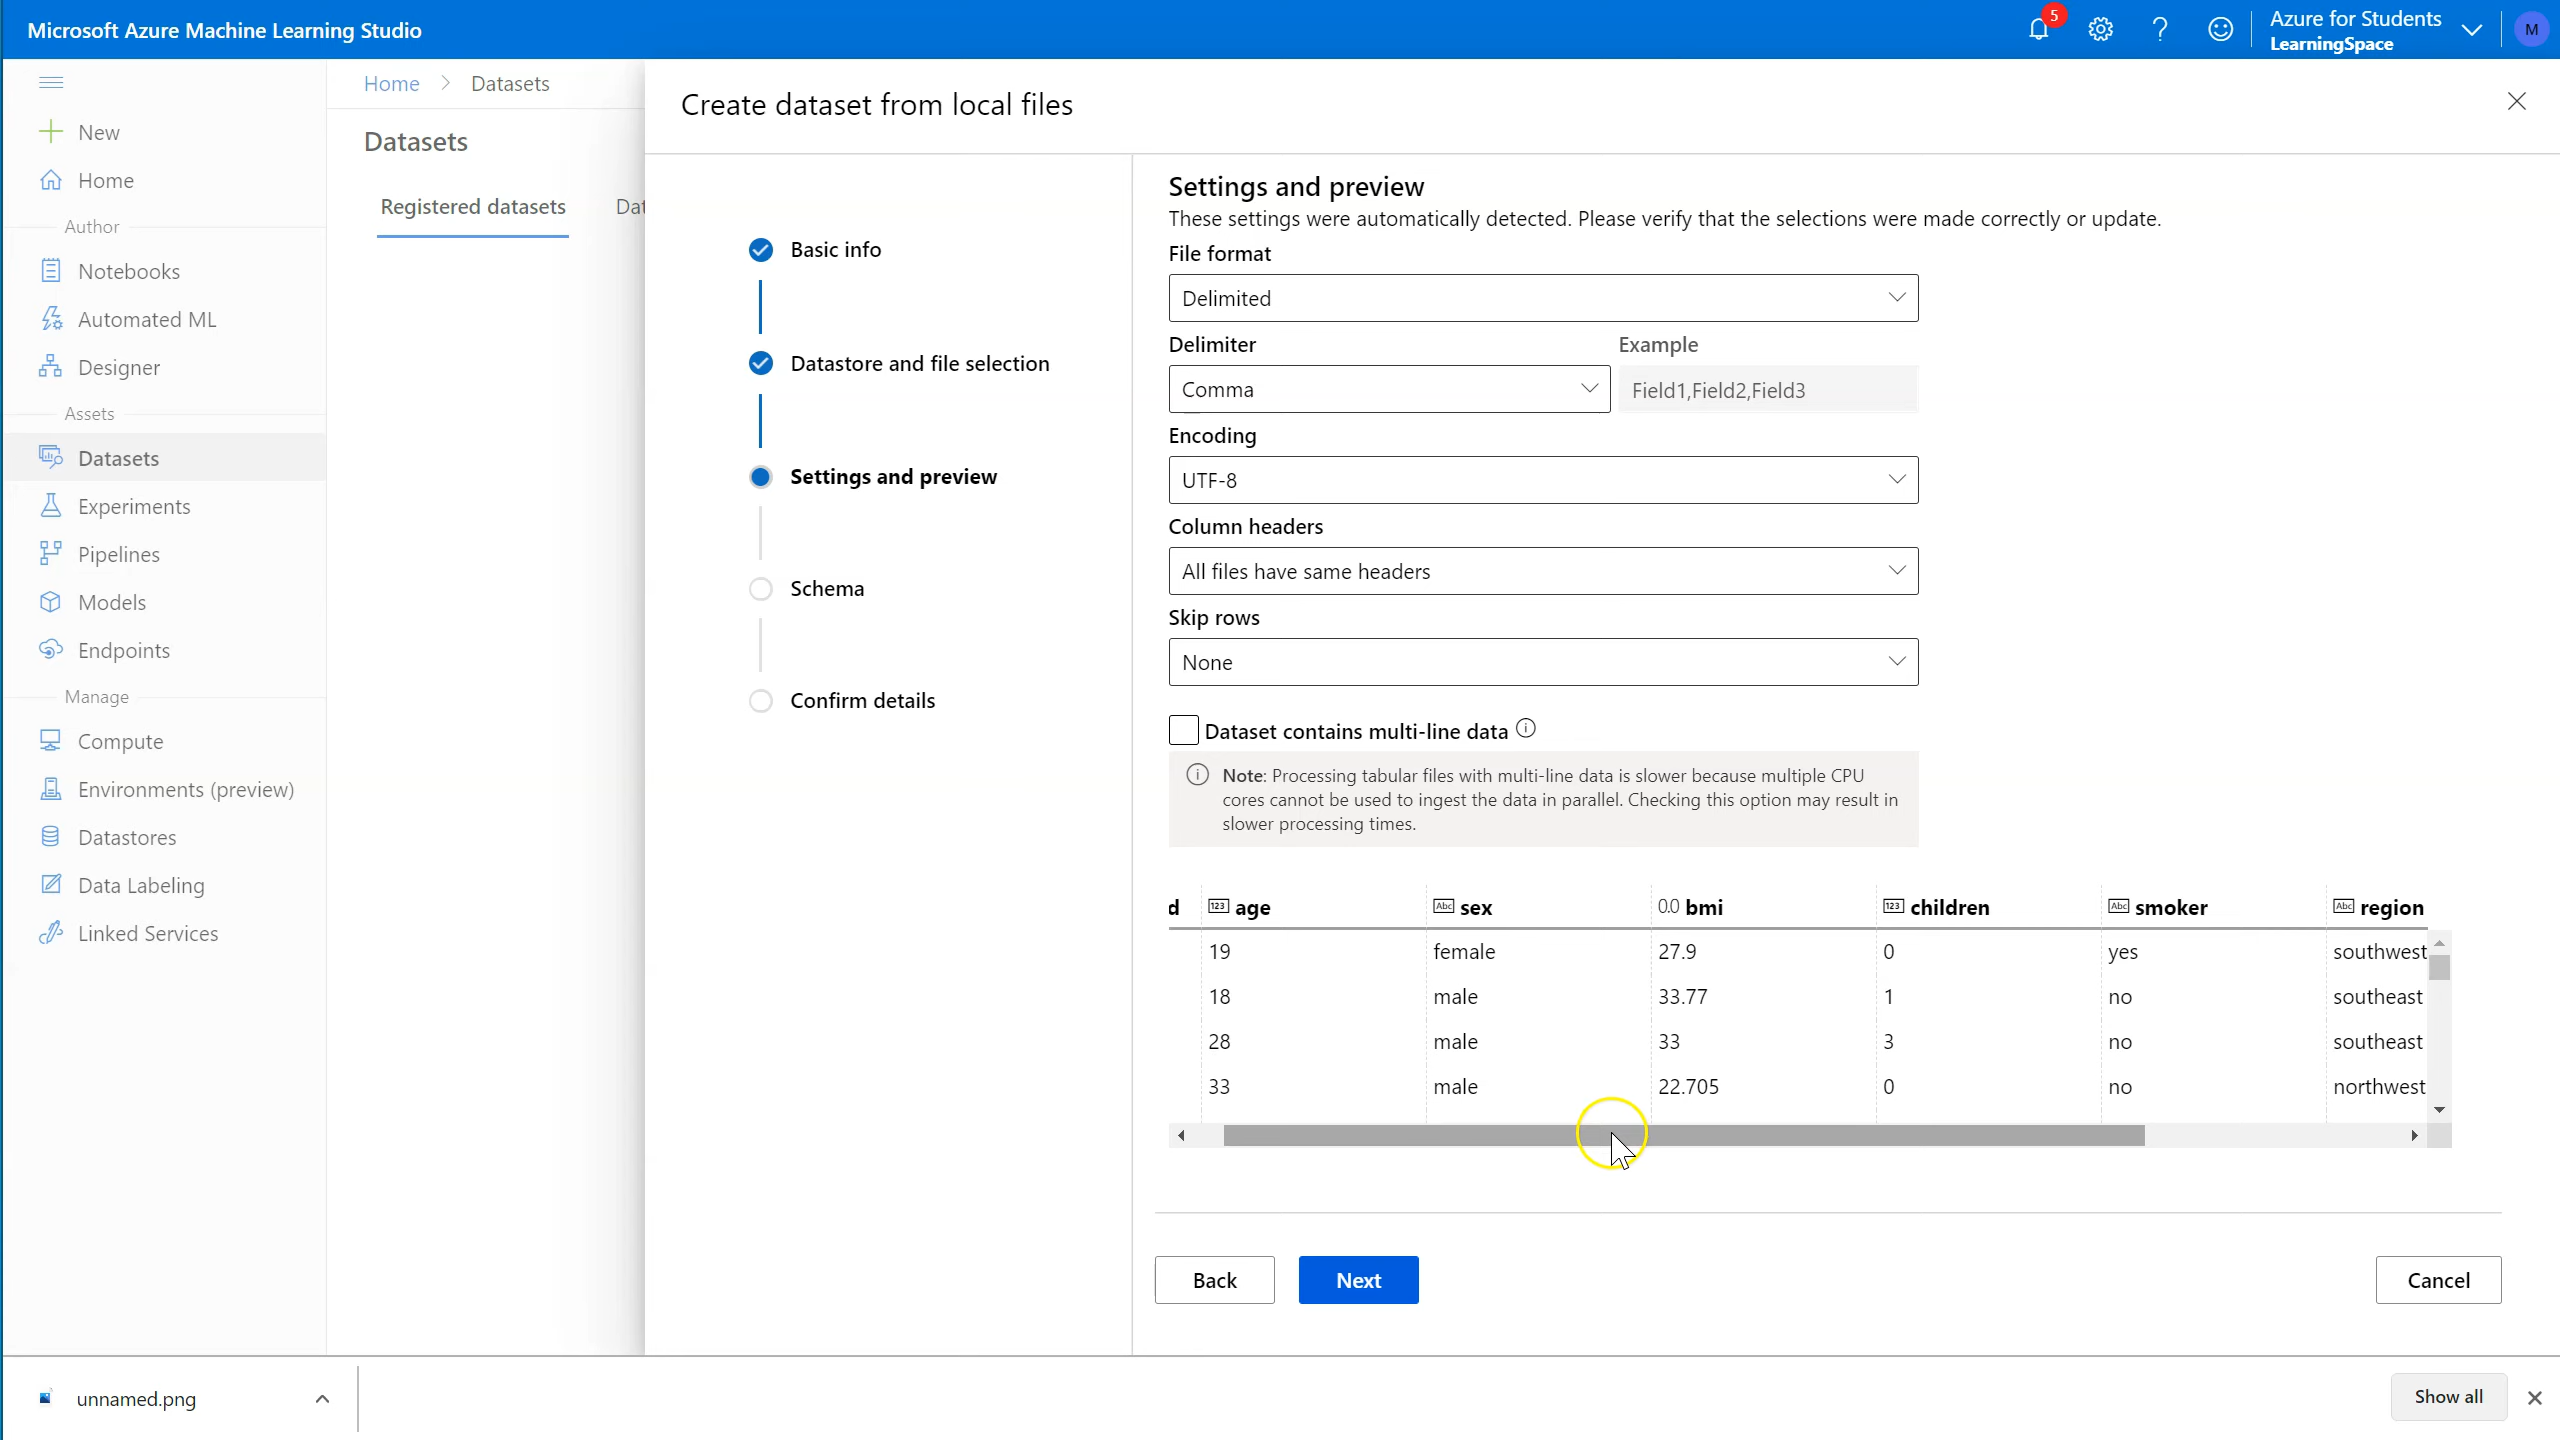 Microsoft Azure Machine Learning Studio
5
Azure for Students
LearningSpace
M
New
Home
Author
Notebooks
Automated ML
Designer
Assets
Datasets
Experiments
Pipelines
Models
Endpoints
Manage
Compute
Environments (preview)
Datastores
Data Labeling
Linked Services
Home > Datasets
Datasets
Registered datasets Dat
Create dataset from local files
Basic info
Datastore and file selection
Settings and preview
Schema
Confirm details
Settings and preview
These settings were automatically detected. Please verify that the selections were made correctly or update.
File format
Delimited
Delimiter Example
Comma Field1,Field2,Field3
Encoding
UTF-8
Column headers
All files have same headers
Skip rows
None
Dataset contains multi-line data
Note: Processing tabular files with multi-line data is slower because multiple CPU
cores cannot be used to ingest the data in parallel. Checking this option may result in
slower processing times.
d 123 age Abc sex 0.0 bmi 123 children Abc smoker Abc region
19 female 27.9 0 yes southwest
18 male 33.77 1 no southeast
28 male 33 3 no southeast
33 male 22.705 0 no northwest
Back Next Cancel
unnamed.png Show all